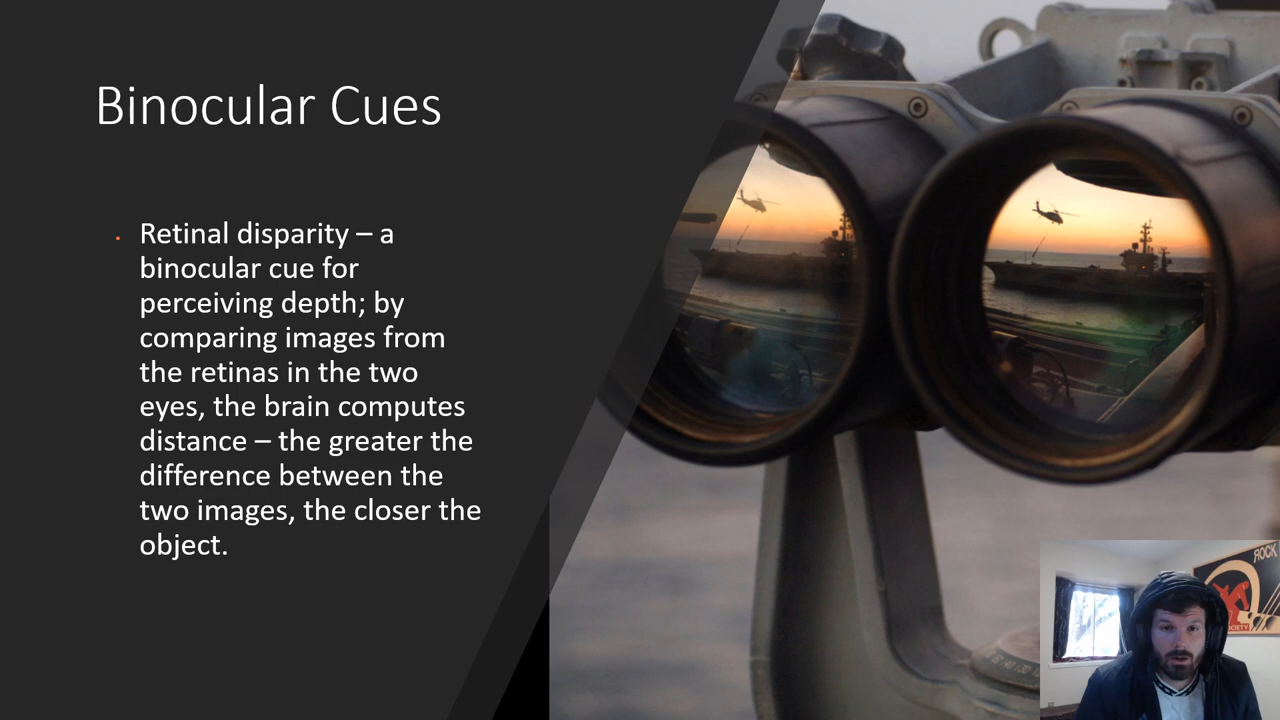 Binocular Cues
Retinal disparity – a
binocular cue for
perceiving depth; by
comparing images from
the retinas in the two
eyes, the brain computes
distance – the greater the
difference between the
two images, the closer the
object.
ROCK